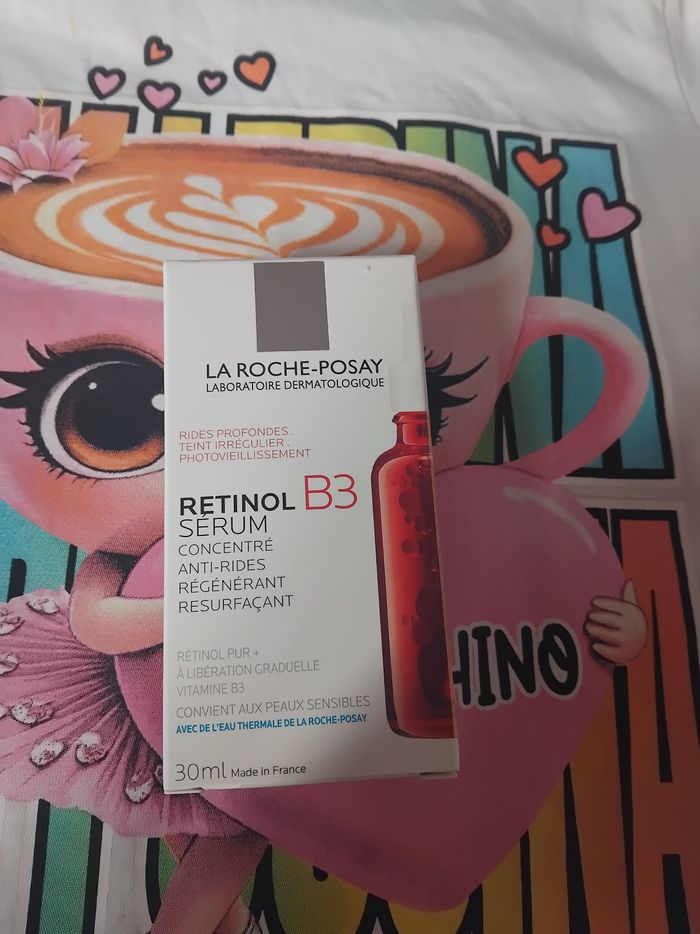 LA ROCHE-POSAY
LABORATOIRE DERMATOLOGIQUE
RIDES PROFONDES .
TEINT IRRÉGULIER .
PHOTOVIEILLISSEMENT
RETINOL B3
SÉRUM
CONCENTRÉ
ANTI-RIDES
RÉGÉNÉRANT
RESURFAÇANT
RÉTINOL PUR +
À LIBÉRATION GRADUELLE
VITAMINE B3
CONVIENT AUX PEAUX SENSIBLES
AVEC DE L'EAU THERMALE DE LA ROCHE-POSAY
30ml Made in France
HINO